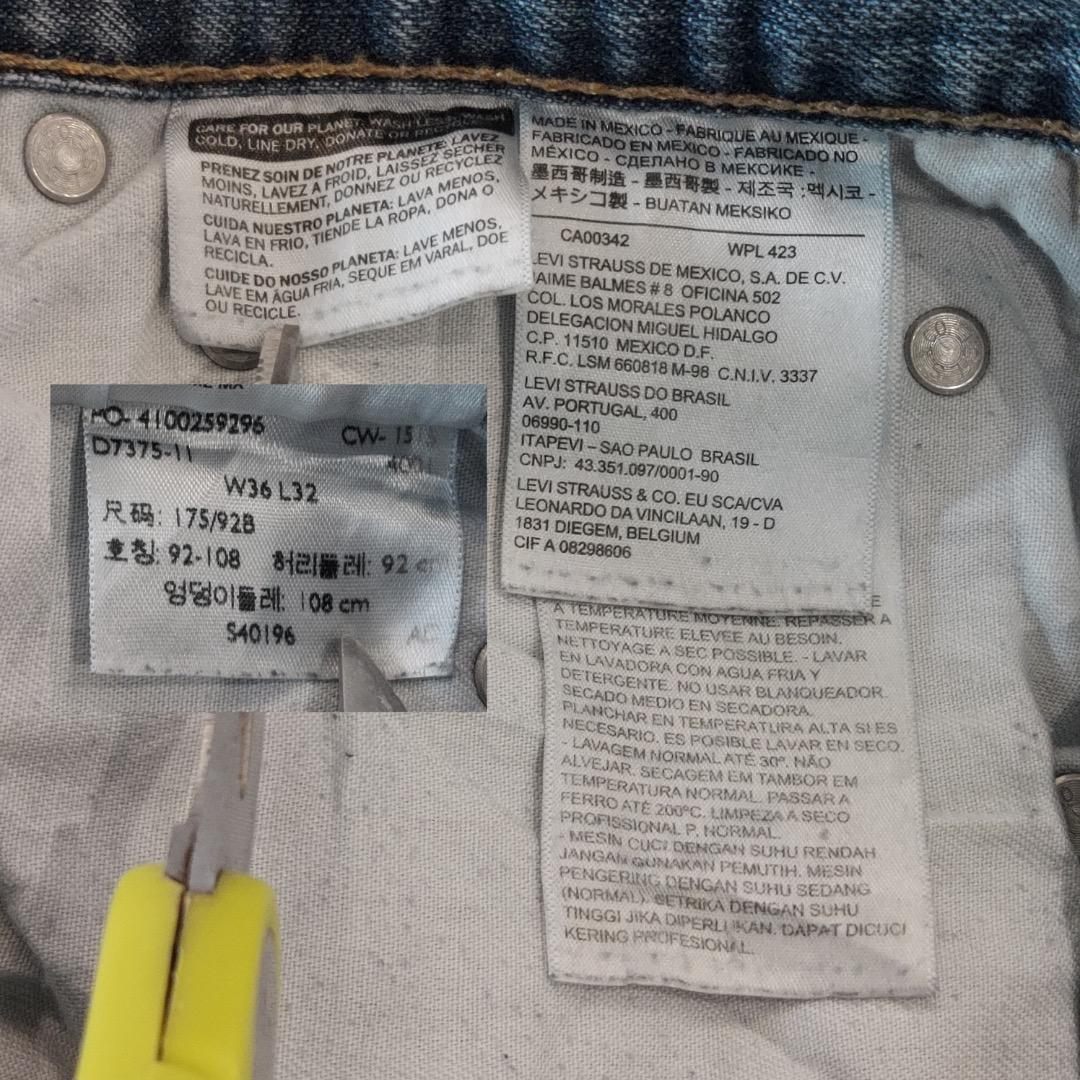 CARE FOR OUR PLANET: WASH LESS, WASH
COLD, LINE DRY, DONATE OR RECYCLE.
PRENEZ SOIN DE NOTRE PLANETE: LAVEZ
MOINS, LAVEZ A FROID, LAISSEZ SECHER
NATURELLEMENT, DONNEZ OU RECYCLEZ
CUIDA NUESTRO PLANETA: LAVA MENOS,
LAVA EN FRIO, TIENDE LA ROPA, DONA O
RECICLA.
CUIDE DO NOSSO PLANETA: LAVE MENOS,
LAVE EM ÁGUA FRIA, SEQUE EM VARAL, DOE
OU RECICLE.
MADE IN MEXICO - FABRIQUE AU MEXIQUE -
FABRICADO EN MEXICO - FABRICADO NO
MÉXICO - СДЕЛАНО В МЕКСИКЕ -
墨西哥制造 - 墨西哥製 - 제조국 :멕시코 -
メキシコ製 - BUATAN MEKSIKO
CA00342 WPL 423
LEVI STRAUSS DE MEXICO, S.A. DE C.V.
JAIME BALMES # 8 OFICINA 502
COL. LOS MORALES POLANCO
DELEGACION MIGUEL HIDALGO
C.P. 11510 MEXICO D.F.
R.F.C. LSM 660818 M-98 C.N.I.V. 3337
LEVI STRAUSS DO BRASIL
AV. PORTUGAL, 400
06990-110
ITAPEVI – SAO PAULO BRASIL
CNPJ: 43.351.097/0001-90
LEVI STRAUSS & CO. EU SCA/CVA
LEONARDO DA VINCILAAN, 19 - D
1831 DIEGEM, BELGIUM
CIF A 08298606
PO- 4100259296 CW-
D7375-11
W36 L32
尺码: 175/92B
호칭: 92-108 허리둘레: 92
엉덩이둘레: 108 cm
S40196
A TEMPERATURE MOYENNE. REPASSER A
TEMPERATURE ELEVEE AU BESOIN.
NETTOYAGE A SEC POSSIBLE. - LAVAR
EN LAVADORA CON AGUA FRIA Y
DETERGENTE. NO USAR BLANQUEADOR.
SECADO MEDIO EN SECADORA.
PLANCHAR EN TEMPERATURA ALTA SI ES
NECESARIO. ES POSIBLE LAVAR EN SECO.
- LAVAGEM NORMAL ATÉ 30°. NÃO
ALVEJAR. SECAGEM EM TAMBOR EM
TEMPERATURA NORMAL. PASSAR A
FERRO ATÉ 200ºC. LIMPEZA A SECO
PROFISSIONAL P, NORMAL.
- MESIN CUCI DENGAN SUHU RENDAH
JANGAN GUNAKAN PEMUTIH. MESIN
PENGERING DENGAN SUHU SEDANG
(NORMAL). SETRIKA DENGAN SUHU
TINGGI JIKA DIPERLUKAN. DAPAT DICUCI
KERING PROFESIONAL.